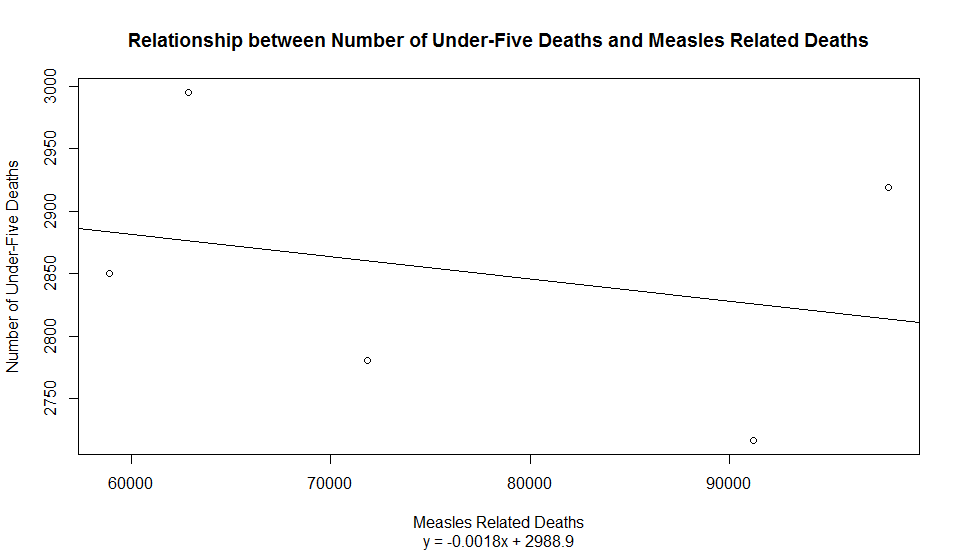 Relationship between Number of Under-Five Deaths and Measles Related Deaths
Number of Under-Five Deaths
3000
2950
2900
2850
2800
2750
60000
70000
80000
90000
Measles Related Deaths
y = -0.0018x + 2988.9